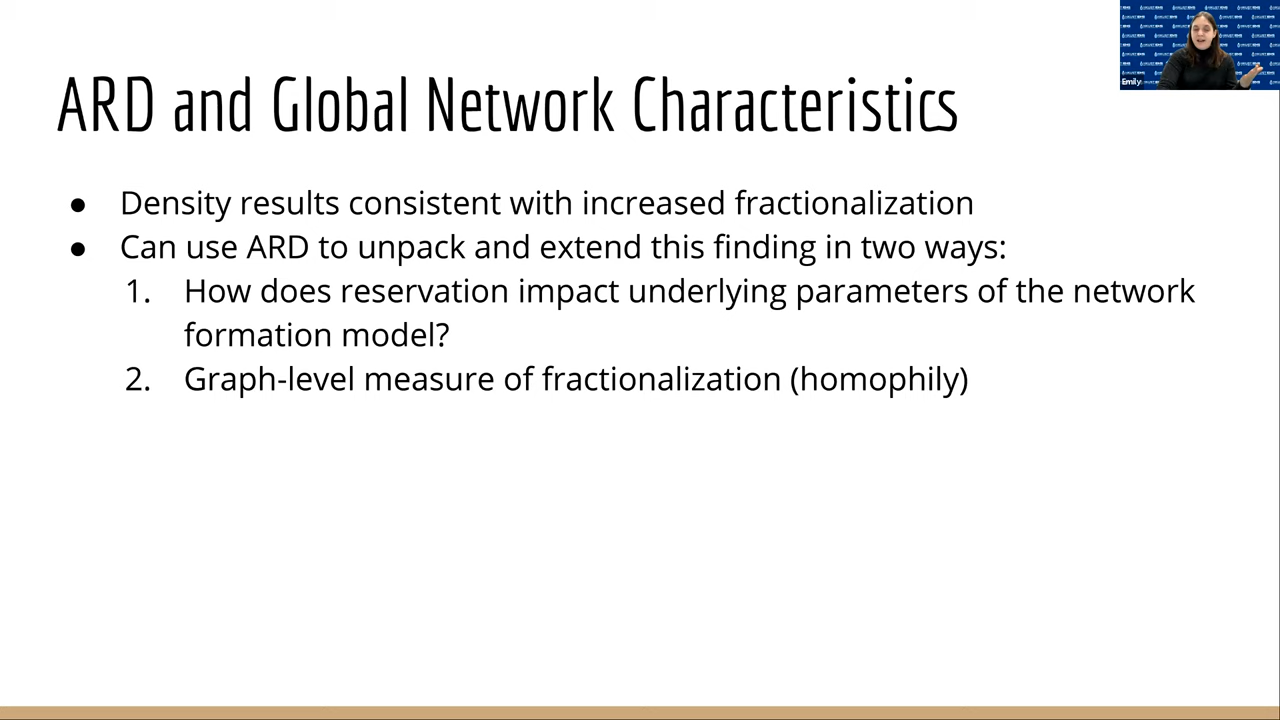 ARD and Global Network Characteristics
● Density results consistent with increased fractionalization
● Can use ARD to unpack and extend this finding in two ways:
1. How does reservation impact underlying parameters of the network
formation model?
2. Graph-level measure of fractionalization (homophily)
Emily